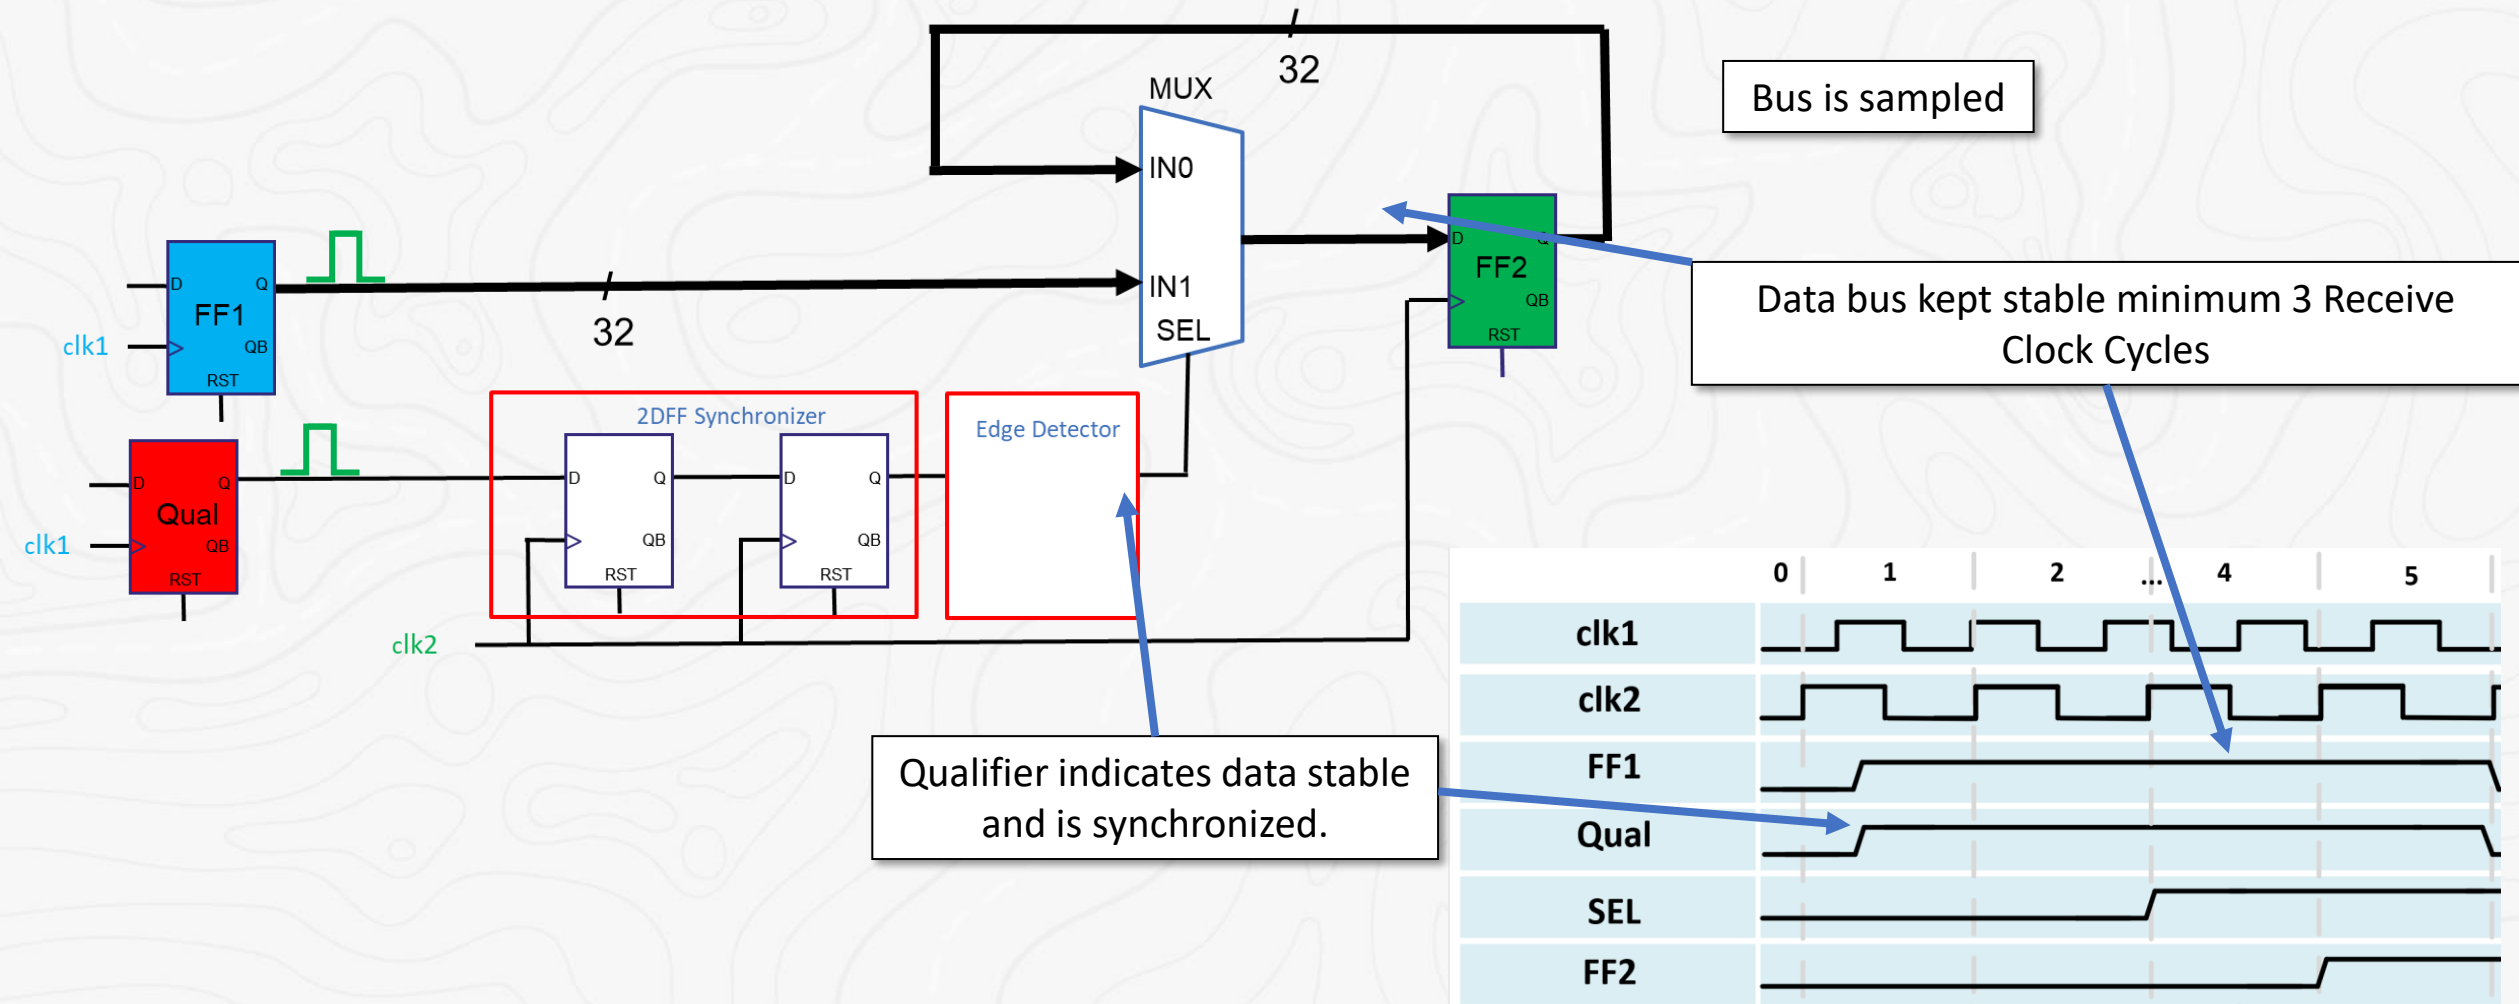 32
MUX
Bus is sampled
IN0
D
Q
FF2
QB
RST
D
Q
FF1
clk1
QB
RST
32
IN1
SEL
Data bus kept stable minimum 3 Receive
Clock Cycles
2DFF Synchronizer
Edge Detector
D
Q
Qual
clk1
QB
RST
D
Q
QB
RST
D
Q
QB
RST
clk2
Qualifier indicates data stable
and is synchronized.
0 1 2 ... 4 5
clk1
clk2
FF1
Qual
SEL
FF2